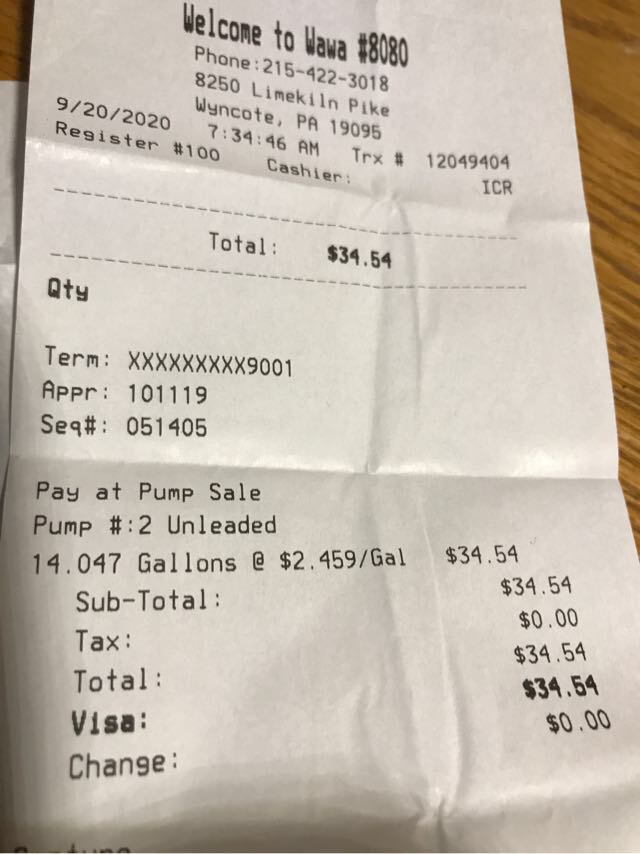 Welcome to Wawa #8080
Phone:215-422-3018
8250 Limekiln Pike
Wyncote, PA 19095
9/20/2020 7:34:46 AM Trx # 12049404
Register #100 Cashier: ICR
Total: $34.54
Qty
Term: XXXXXXXXX9001
Appr: 101119
Seq#: 051405
Pay at Pump Sale
Pump #:2 Unleaded
14.047 Gallons @ $2.459/Gal $34.54
Sub-Total: $34.54
Tax: $0.00
Total: $34.54
Visa: $34.54
Change: $0.00